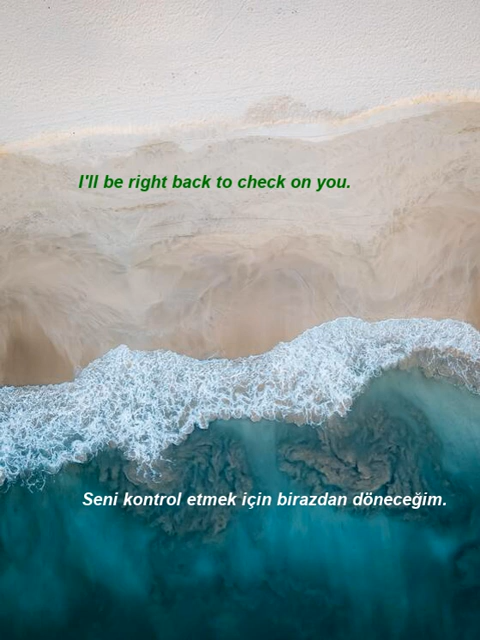 I'll be right back to check on you.
Seni kontrol etmek için birazdan döneceğim.